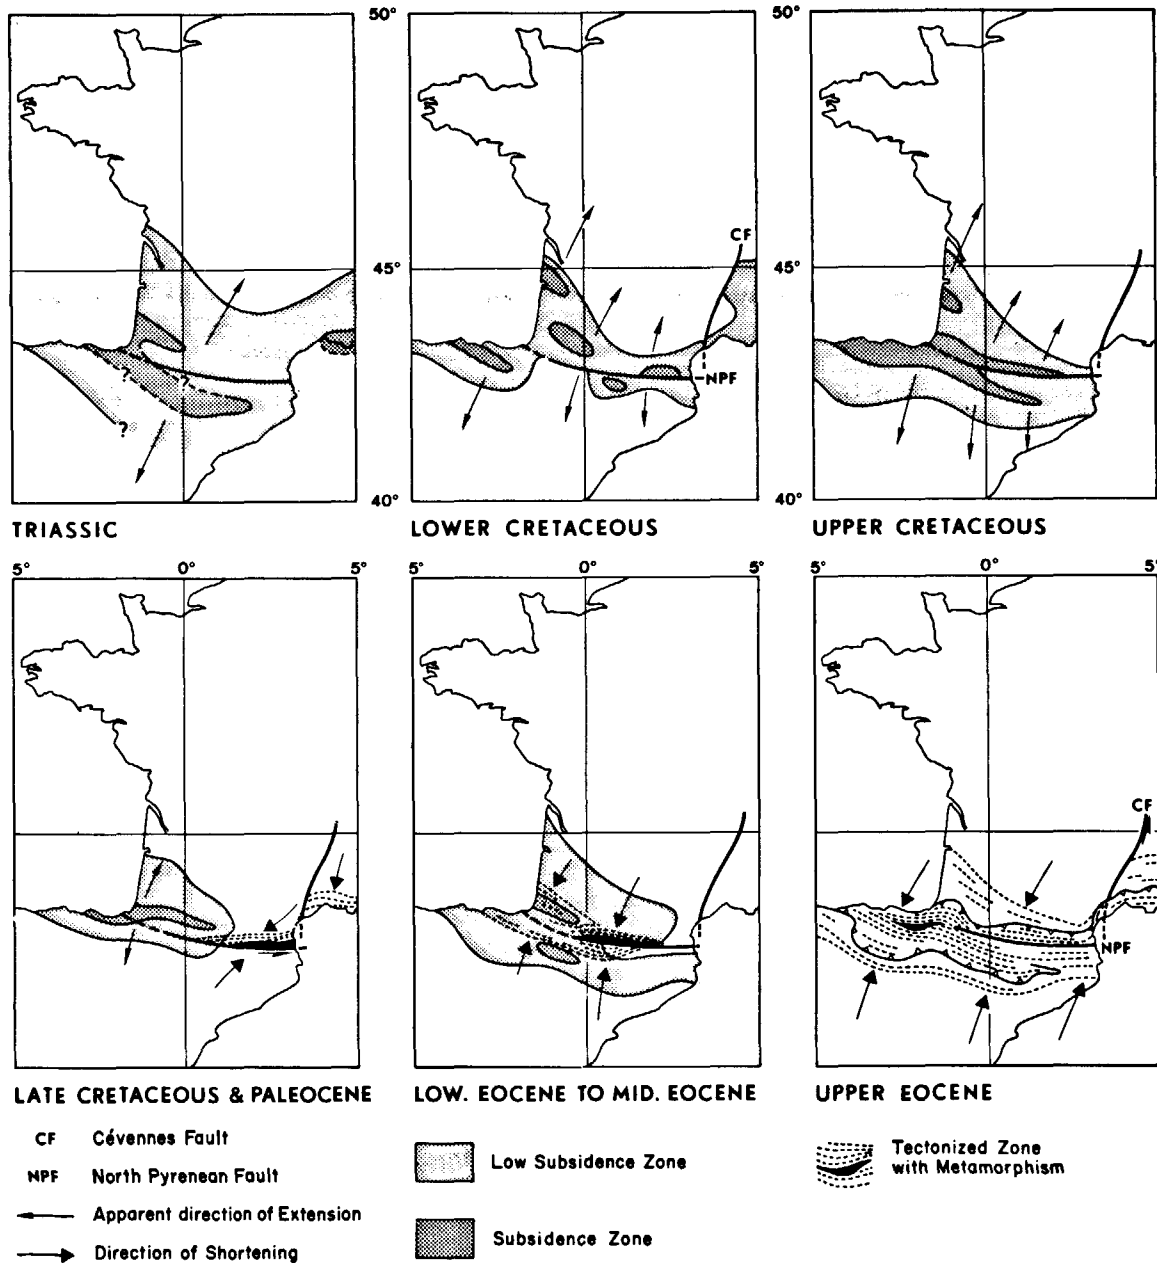 50°
45°
40°
CF
NPF
?
?
?
TRIASSIC
LOWER CRETACEOUS
UPPER CRETACEOUS
5° 0° 5°
5° 0° 5°
5° 0° 5°
50°
45°
40°
CF
NPF
LATE CRETACEOUS & PALEOCENE
LOW. EOCENE TO MID. EOCENE
UPPER EOCENE
CF Cévennes Fault
NPF North Pyrenean Fault
Apparent direction of Extension
Direction of Shortening
Low Subsidence Zone
Subsidence Zone
Tectonized Zone
with Metamorphism